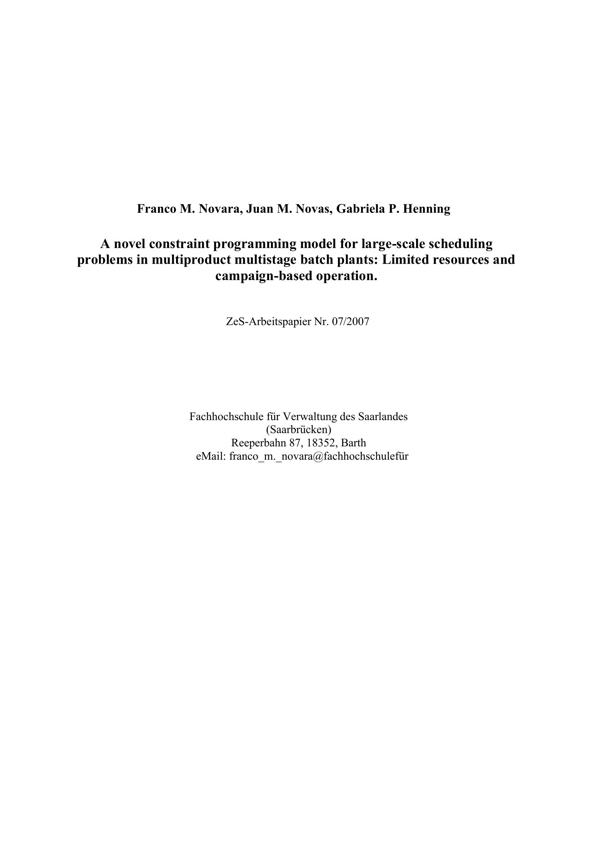 Franco M. Novara, Juan M. Novas, Gabriela P. Henning
A novel constraint programming model for large-scale scheduling
problems in multiproduct multistage batch plants: Limited resources and
campaign-based operation.
ZeS-Arbeitspapier Nr. 07/2007
Fachhochschule für Verwaltung des Saarlandes
(Saarbrücken)
Reeperbahn 87, 18352, Barth
eMail: franco_m._novara@fachhochschulefür